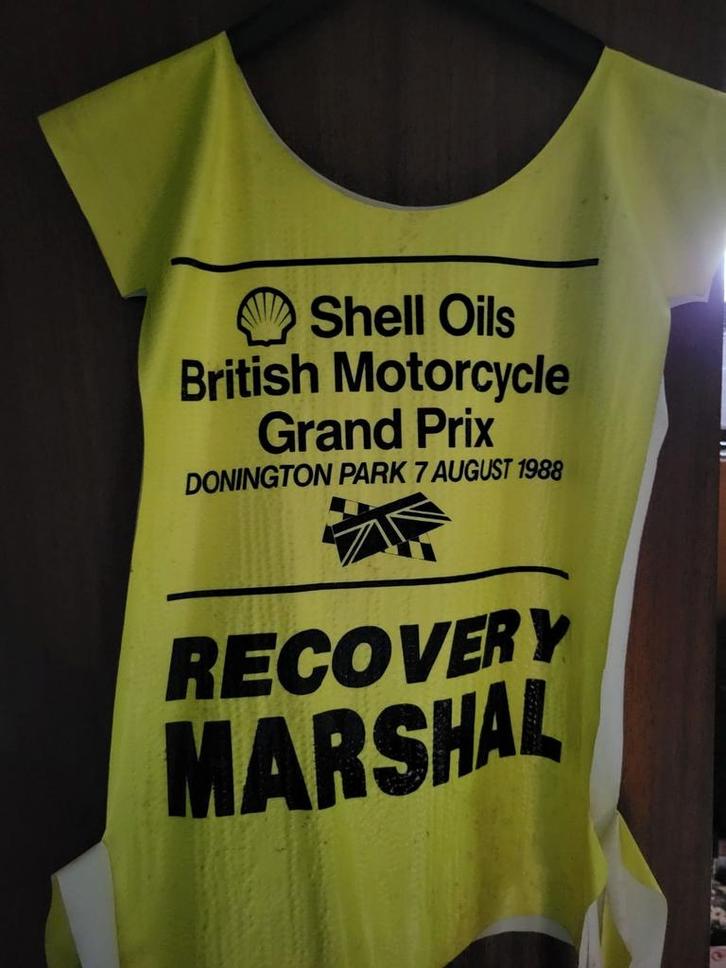 Shell Oils
British Motorcycle
Grand Prix
DONINGTON PARK 7 AUGUST 1988
RECOVERY
MARSHAL